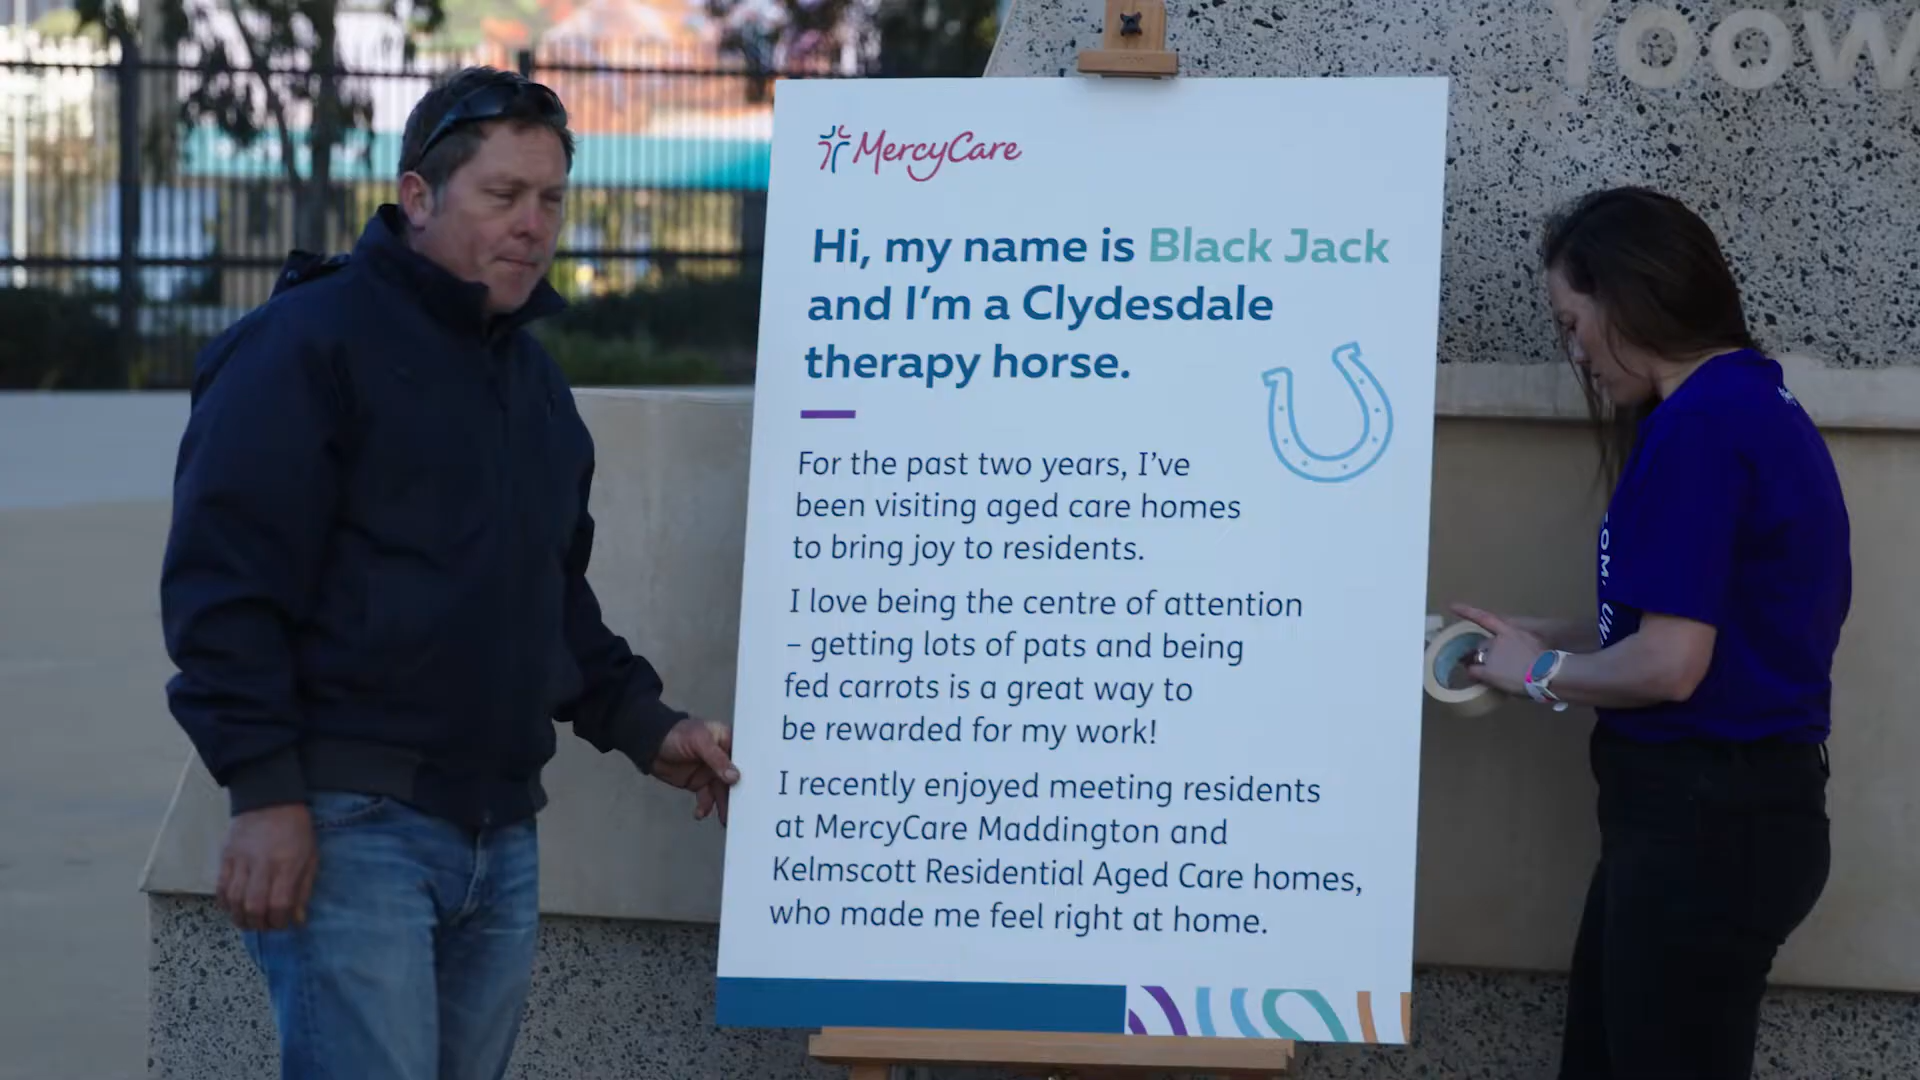 Yoow
MercyCare
Hi, my name is Black Jack
and I'm a Clydesdale
therapy horse.
For the past two years, I've
been visiting aged care homes
to bring joy to residents.
I love being the centre of attention
– getting lots of pats and being
fed carrots is a great way to
be rewarded for my work!
I recently enjoyed meeting residents
at MercyCare Maddington and
Kelmscott Residential Aged Care homes,
who made me feel right at home.